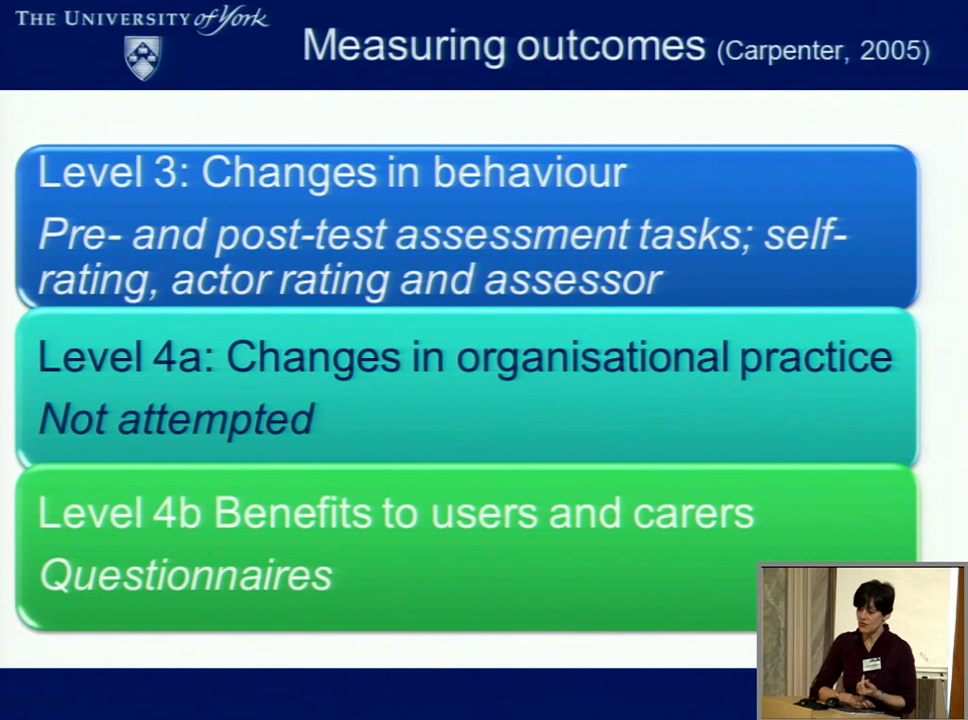 THE UNIVERSITY of York
Measuring outcomes (Carpenter, 2005)
Level 3: Changes in behaviour
Pre- and post-test assessment tasks; self-
rating, actor rating and assessor
Level 4a: Changes in organisational practice
Not attempted
Level 4b Benefits to users and carers
Questionnaires